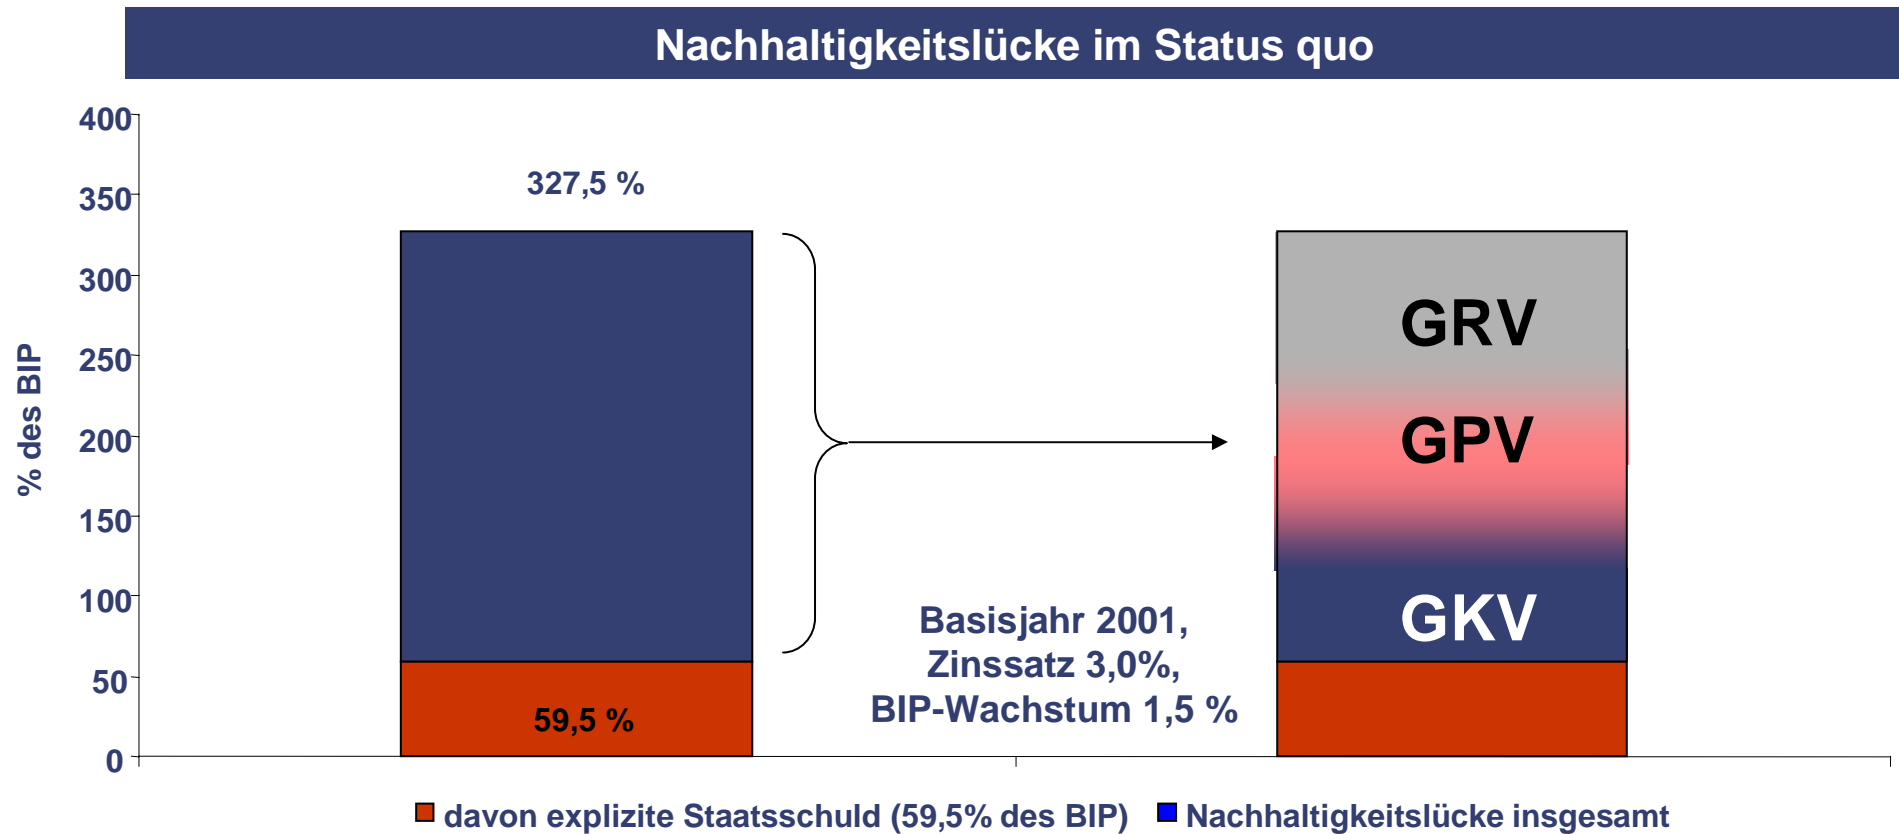 Nachhaltigkeitslücke im Status quo
% des BIP
400
350
300
250
200
150
100
50
0
327,5 %
59,5 %
Basisjahr 2001,
Zinssatz 3,0%,
BIP-Wachstum 1,5 %
GRV
GPV
GKV
davon explizite Staatsschuld (59,5% des BIP)
Nachhaltigkeitslücke insgesamt